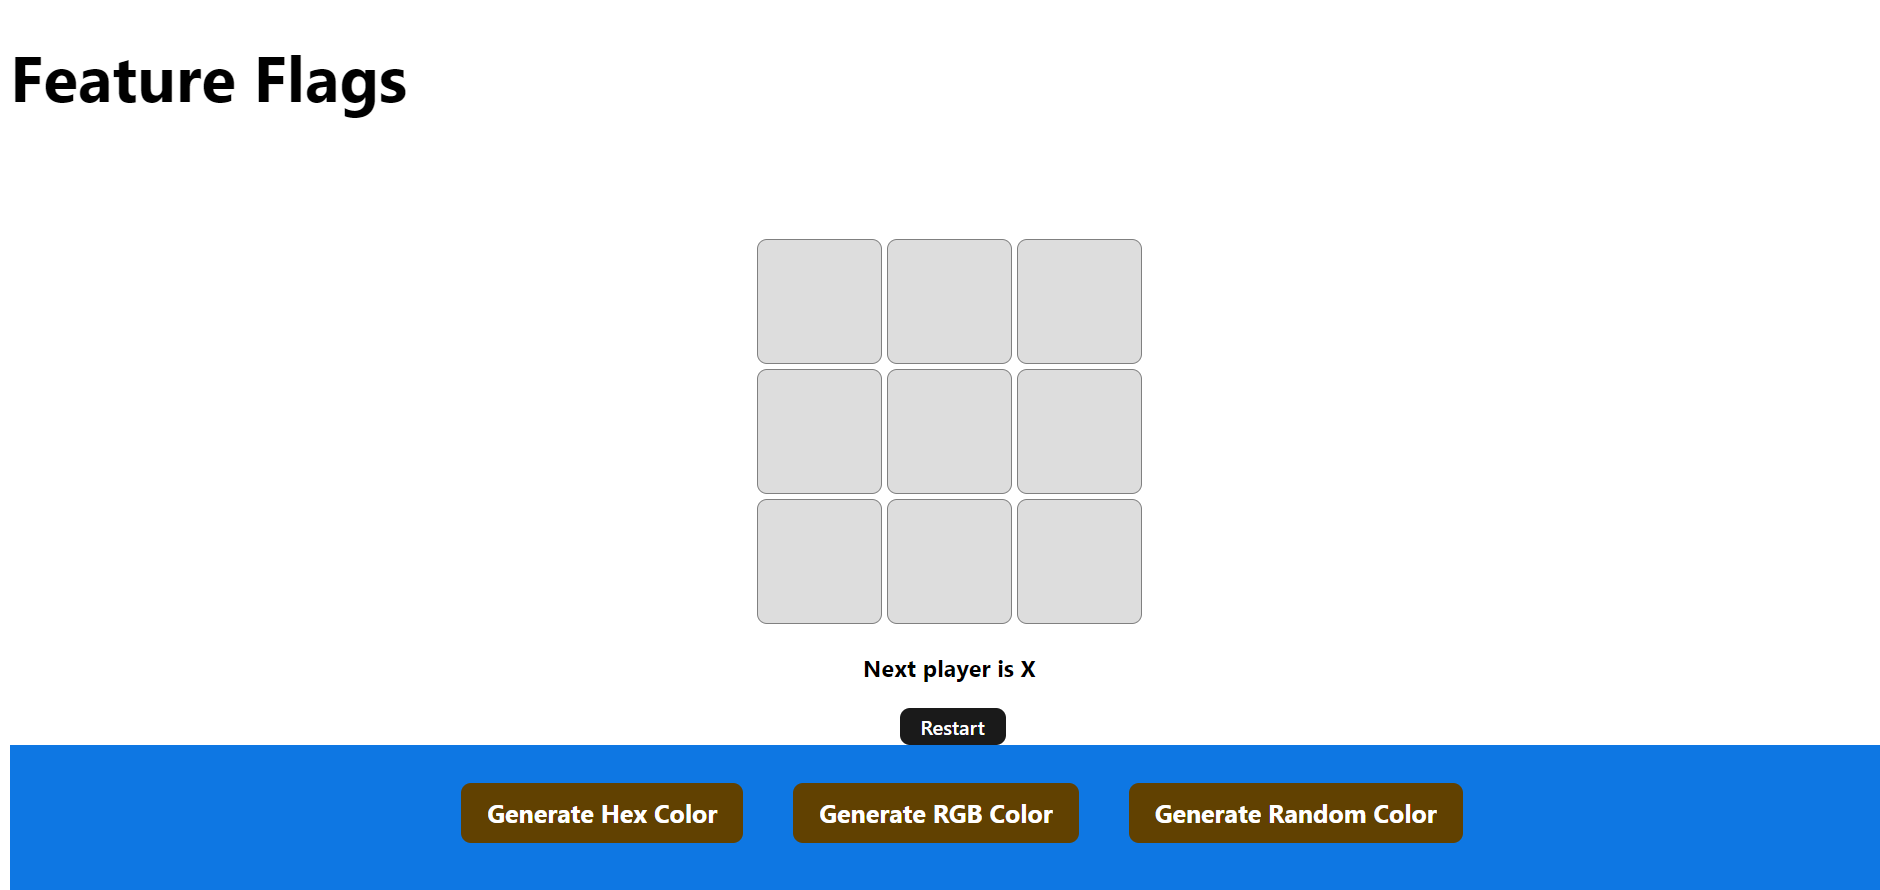 Feature Flags
Next player is X
Restart
Generate Hex Color
Generate RGB Color
Generate Random Color